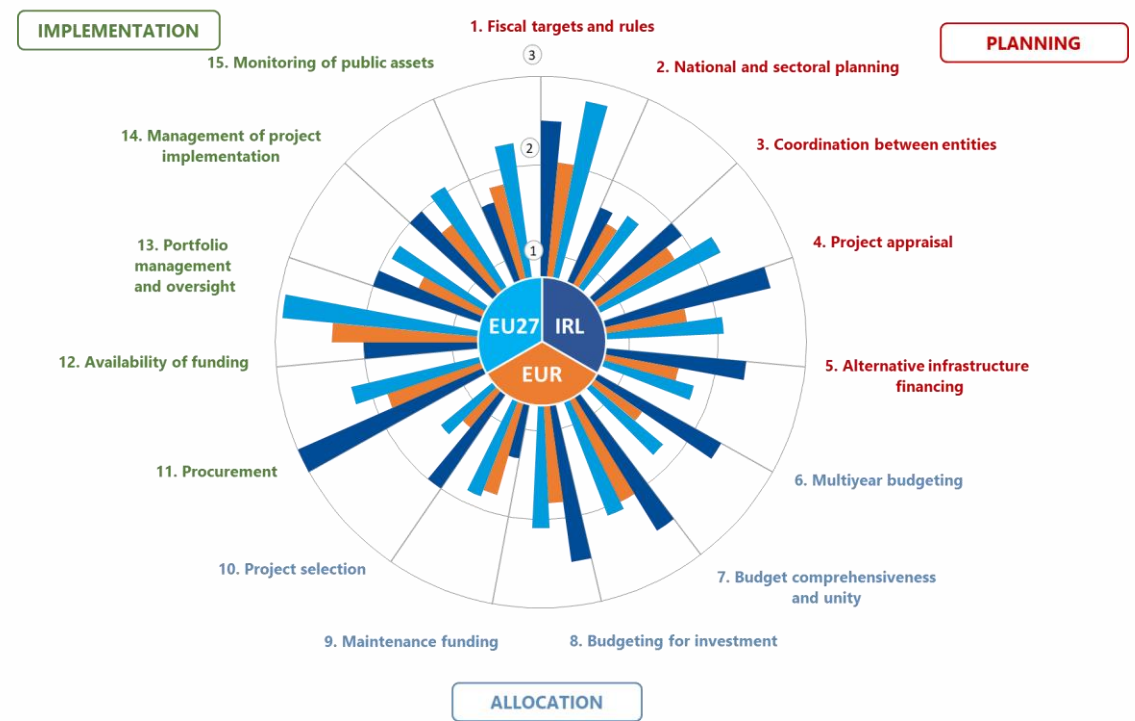 IMPLEMENTATION
PLANNING
1. Fiscal targets and rules
2. National and sectoral planning
3. Coordination between entities
4. Project appraisal
5. Alternative infrastructure
financing
6. Multiyear budgeting
7. Budget comprehensiveness
and unity
8. Budgeting for investment
9. Maintenance funding
10. Project selection
11. Procurement
12. Availability of funding
13. Portfolio
management
and oversight
14. Management of project
implementation
15. Monitoring of public assets
3
2
1
EU27
IRL
EUR
ALLOCATION